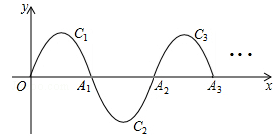 y
C₁
C₃
...
O
A₁
A₂
A₃
x
C₂